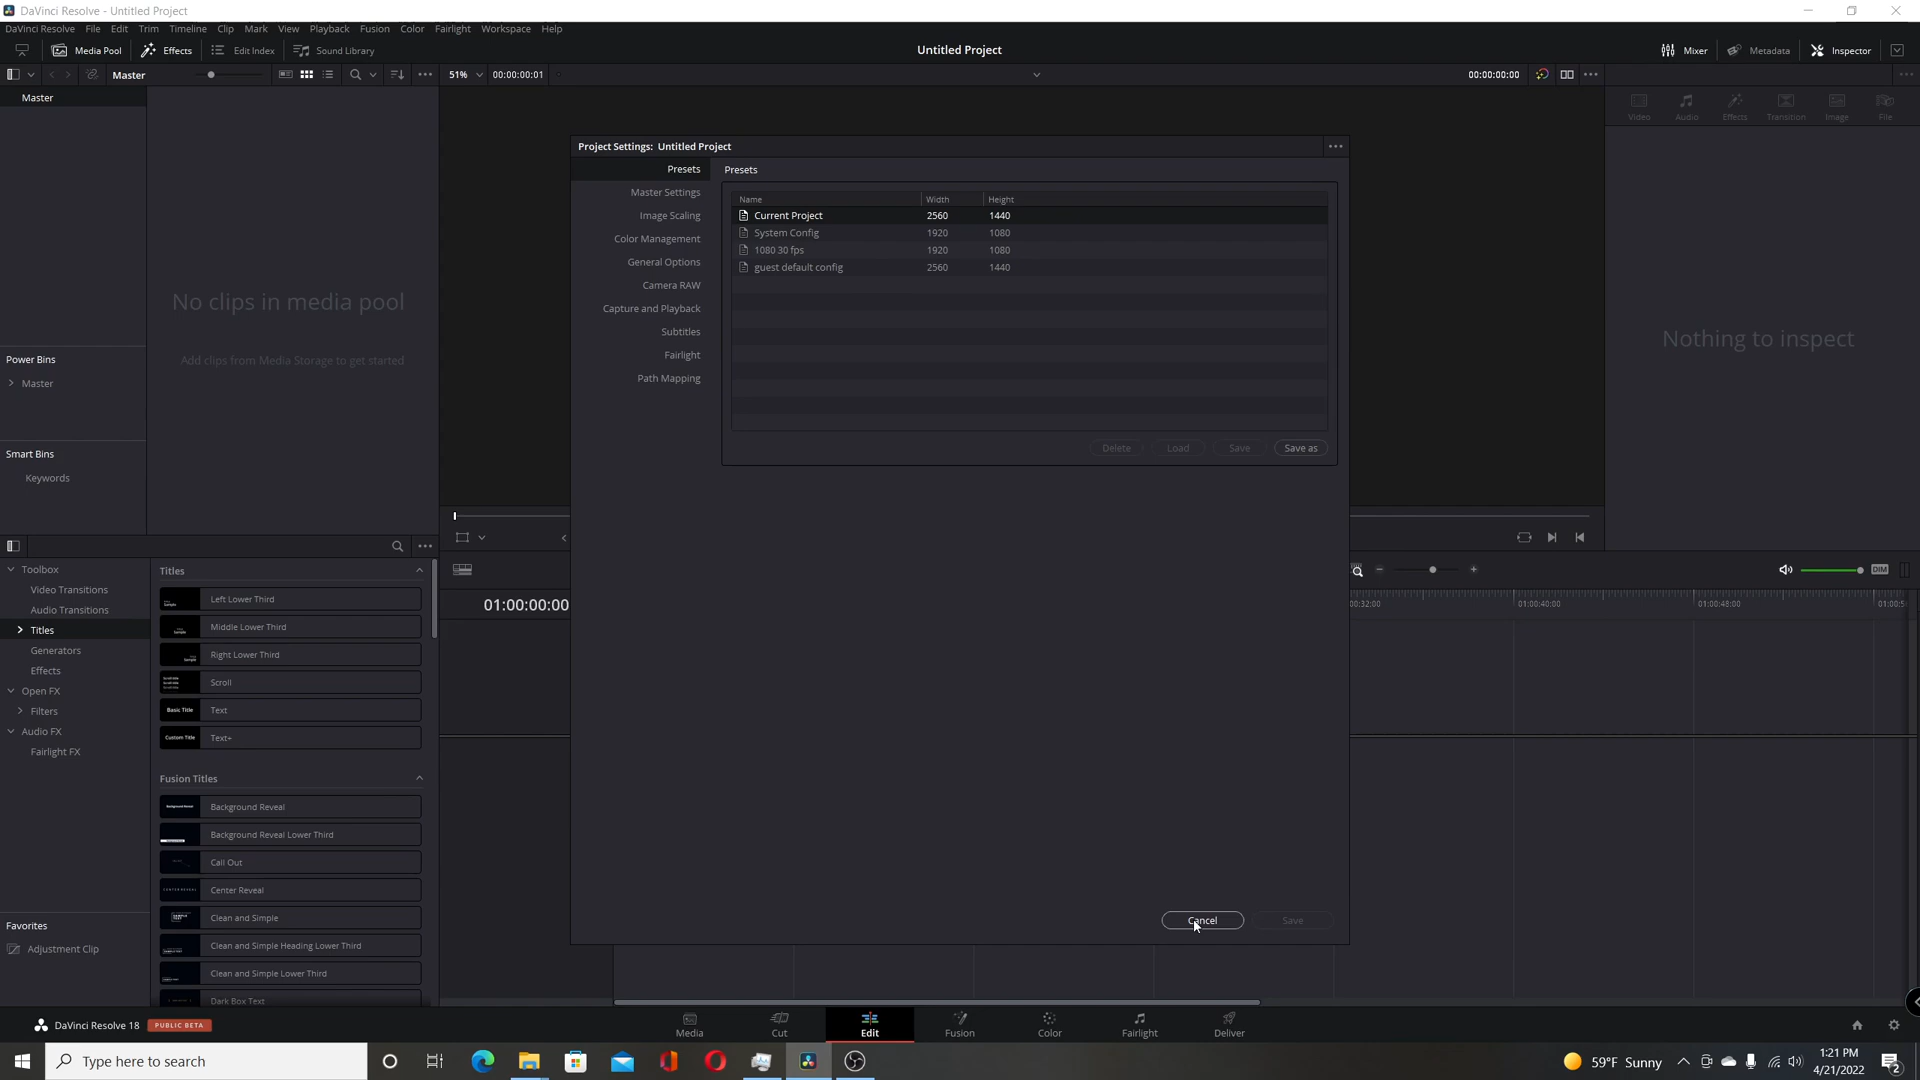 DaVinci Resolve - Untitled Project
DaVinci Resolve File Edit Trim Timeline Clip Mark View Playback Fusion Color Fairlight Workspace Help
Media Pool Effects Edit Index Sound Library Untitled Project Mixer Metadata Inspector
Master 51% 00:00:00:01 00:00:00:00
Master
Video Audio Effects Transition Image File
No clips in media pool
Add clips from Media Storage to get started
Nothing to inspect
Power Bins
Master
Smart Bins
Keywords
Project Settings: Untitled Project
Presets
Master Settings
Image Scaling
Color Management
General Options
Camera RAW
Capture and Playback
Subtitles
Fairlight
Path Mapping
Presets
Name Width Height
Current Project 2560 1440
System Config 1920 1080
1080 30 fps 1920 1080
guest default config 2560 1440
Delete Load Save Save as
Cancel Save
Toolbox
Video Transitions
Audio Transitions
Titles
Generators
Effects
Open FX
Filters
Audio FX
Fairlight FX
Favorites
Adjustment Clip
Titles
Left Lower Third
Middle Lower Third
Right Lower Third
Scroll
Basic Title Text
Custom Title Text+
Fusion Titles
Background Reveal
Background Reveal Lower Third
Call Out
Center Reveal
Clean and Simple
Clean and Simple Heading Lower Third
Clean and Simple Lower Third
Dark Box Text
DIM
01:00:00:00 00:32:00 01:00:40:00 01:00:48:00 01:00:5
DaVinci Resolve 18 PUBLIC BETA
Media Cut Edit Fusion Color Fairlight Deliver
Type here to search
59°F Sunny
1:21 PM
4/21/2022
2